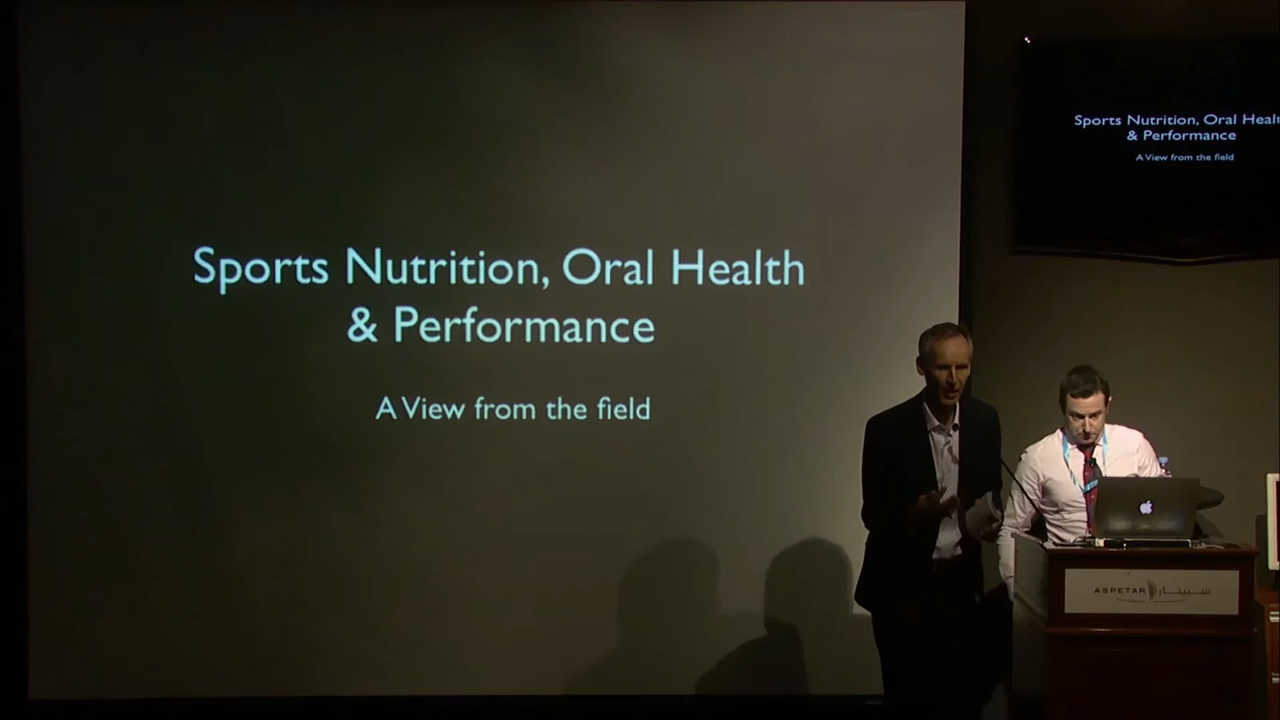 Sports Nutrition, Oral Health
& Performance
A View from the field
Sports Nutrition, Oral Healt
& Performance
A View from the field
ASPETAR سبيتار